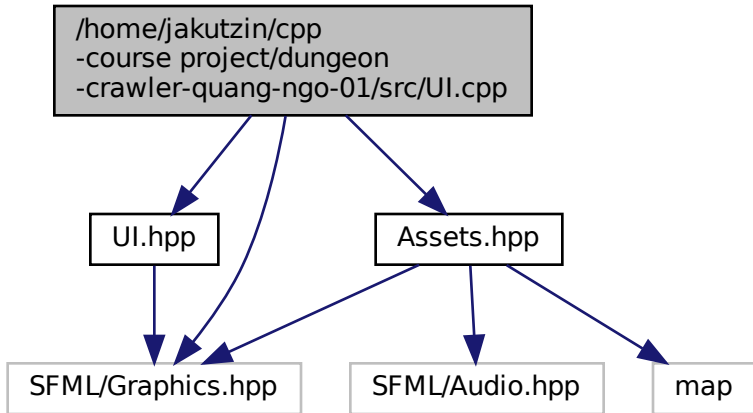 /home/jakutzin/cpp
-course project/dungeon
-crawler-quang-ngo-01/src/UI.cpp
UI.hpp
Assets.hpp
SFML/Graphics.hpp
SFML/Audio.hpp
map